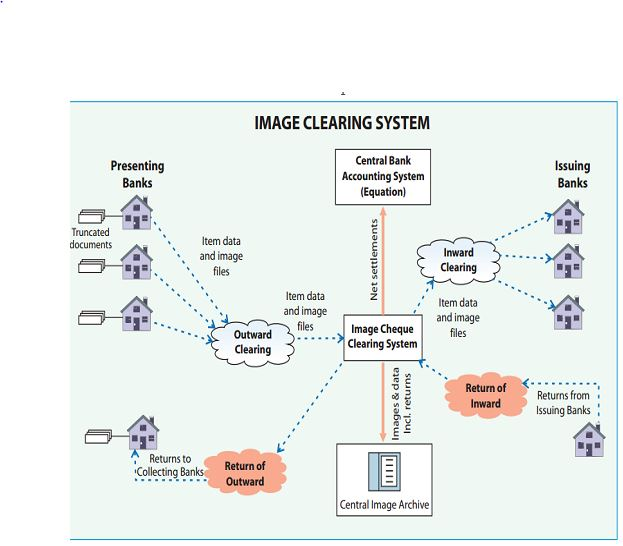 IMAGE CLEARING SYSTEM
Presenting
Banks
Central Bank
Accounting System
(Equation)
Issuing
Banks
Truncated
documents
Item data
and image
files
Net settlements
Inward
Clearing
Item data
and image
files
Item data
and image
files
Outward
Clearing
Image Cheque
Clearing System
Images & data
Incl. returns
Return of
Inward
Returns from
Issuing Banks
Returns to
Collecting Banks
Return of
Outward
Central Image Archive